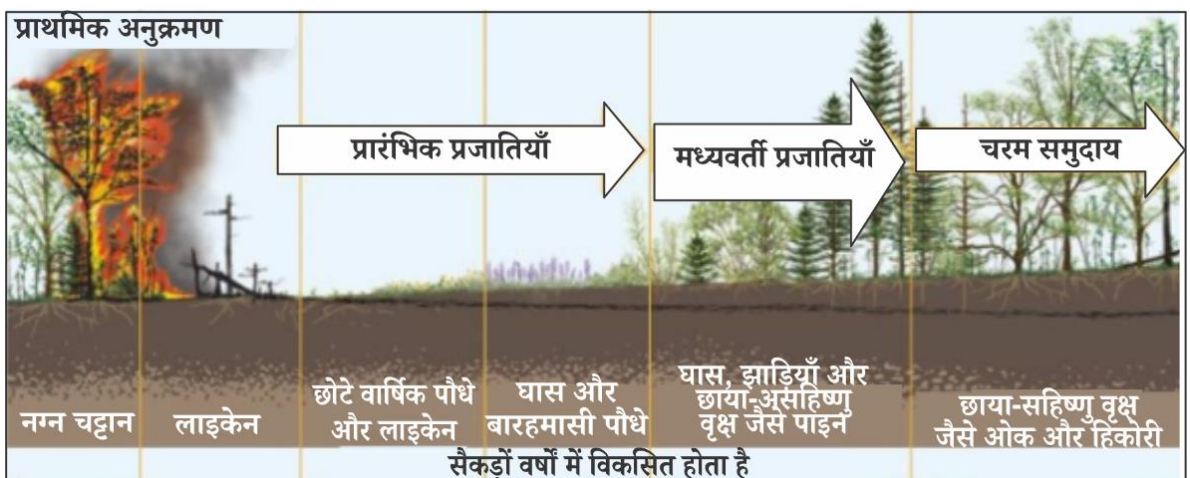 प्राथमिक अनुक्रमण
प्रारंभिक प्रजातियाँ
मध्यवर्ती प्रजातियाँ
चरम समुदाय
नग्न चट्टान
लाइकेन
छोटे वार्षिक पौधे
और लाइकेन
घास और
बारहमासी पौधे
घास, झाड़ियाँ और
छाया-असहिष्णु
वृक्ष जैसे पाइन
छाया-सहिष्णु वृक्ष
जैसे ओक और हिकोरी
सैकड़ों वर्षों में विकसित होता है